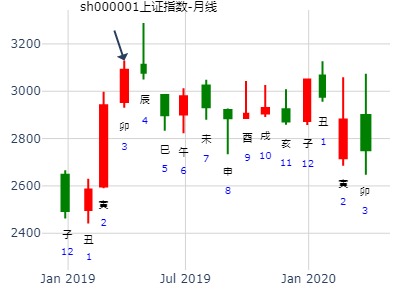 sh000001上证指数-月线
3200
3000
2800
2600
2400
子
12
丑
1
寅
2
卯
3
辰
4
巳
5
午
6
未
7
申
8
酉
9
戌
10
亥
11
子
12
丑
1
寅
2
卯
3
Jan 2019
Jul 2019
Jan 2020